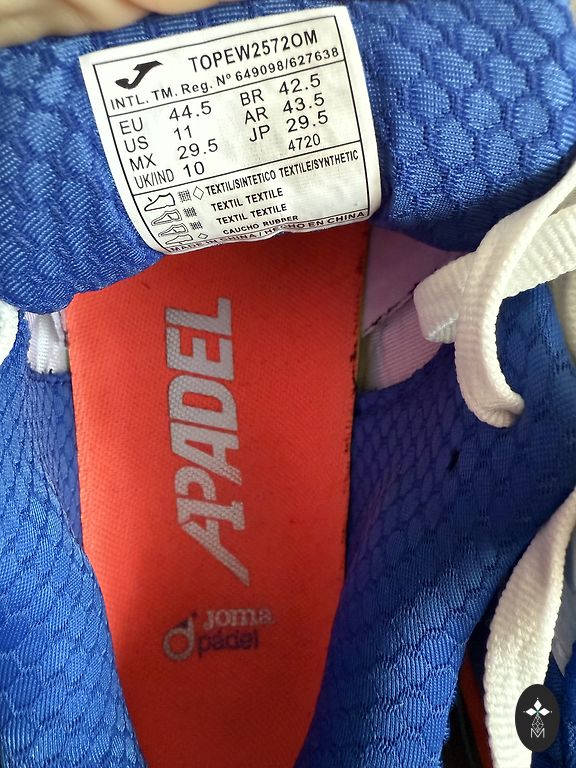 TOPEW2572OM
INTL. TM. Reg. Nº 649098/627638
EU 44.5 BR 42.5
US 11 AR 43.5
MX 29.5 JP 29.5
UK/IND 10 4720
TEXTIL/SINTETICO TEXTILE/SYNTHETIC
TEXTIL TEXTILE
TEXTIL TEXTILE
CAUCHO RUBBER
MADE IN CHINA / HECHO EN CHINA
APADEL
Joma
pádel
M